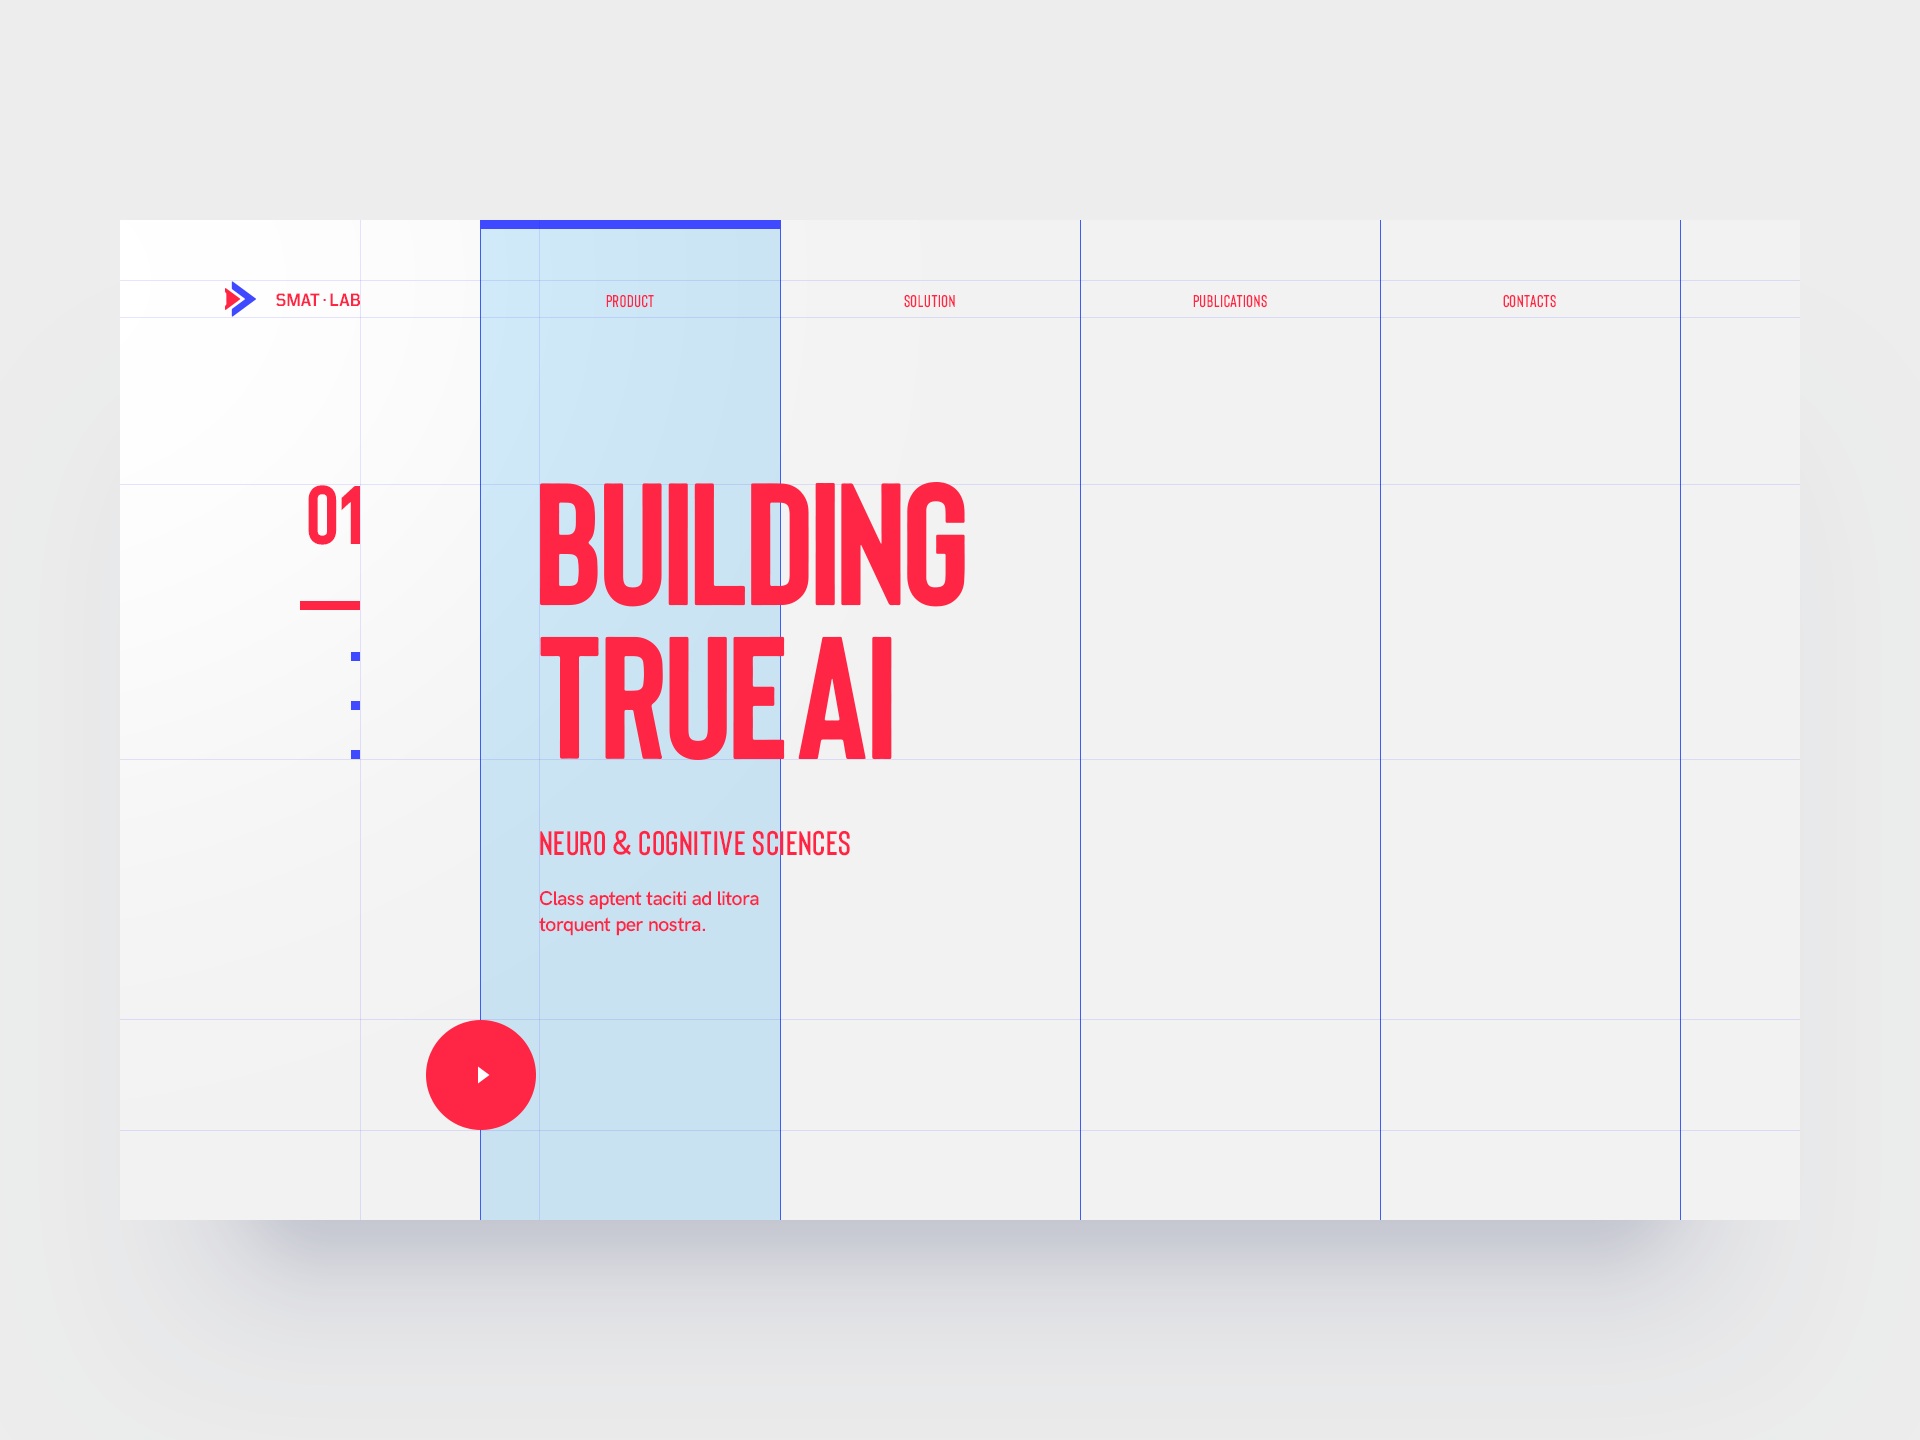 SMAT·LAB
PRODUCT
SOLUTION
PUBLICATIONS
CONTACTS
01
BUILDING
TRUE AI
NEURO & COGNITIVE SCIENCES
Class aptent taciti ad litora
torquent per nostra.